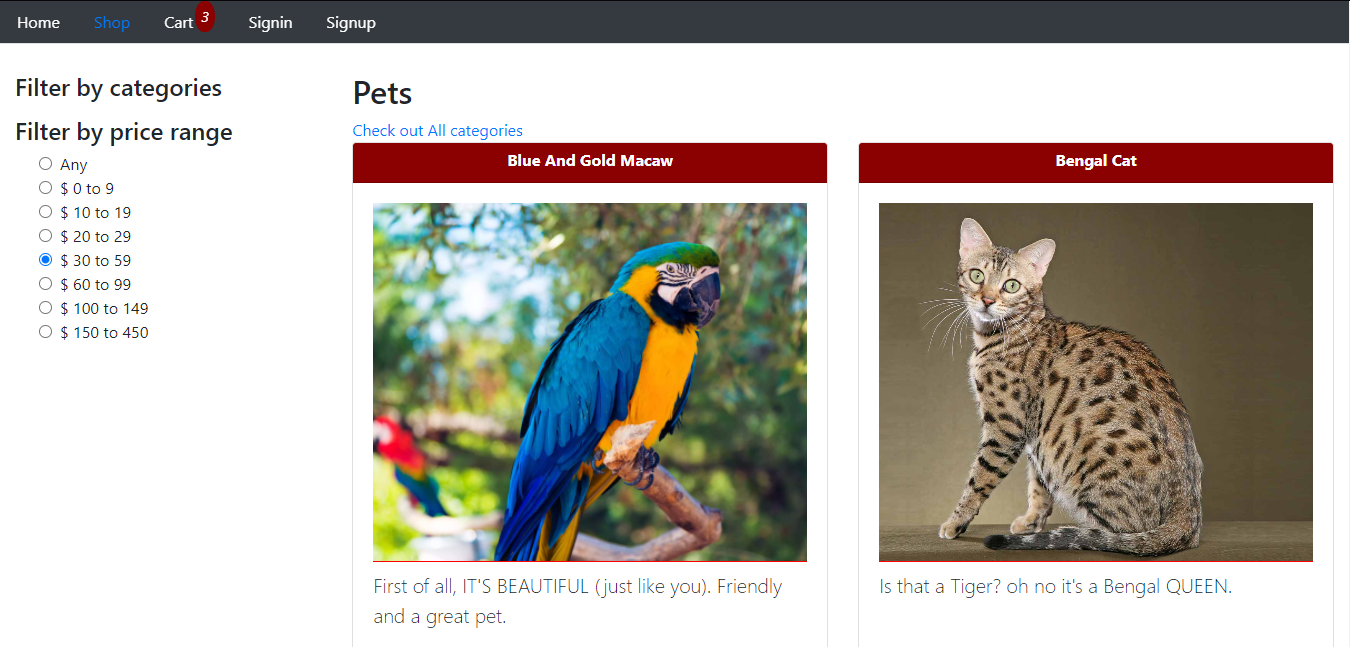 Home Shop Cart 3 Signin Signup
Filter by categories
Filter by price range
Any
$ 0 to 9
$ 10 to 19
$ 20 to 29
$ 30 to 59
$ 60 to 99
$ 100 to 149
$ 150 to 450
Pets
Check out All categories
Blue And Gold Macaw
First of all, IT'S BEAUTIFUL (just like you). Friendly
and a great pet.
Bengal Cat
Is that a Tiger? oh no it's a Bengal QUEEN.